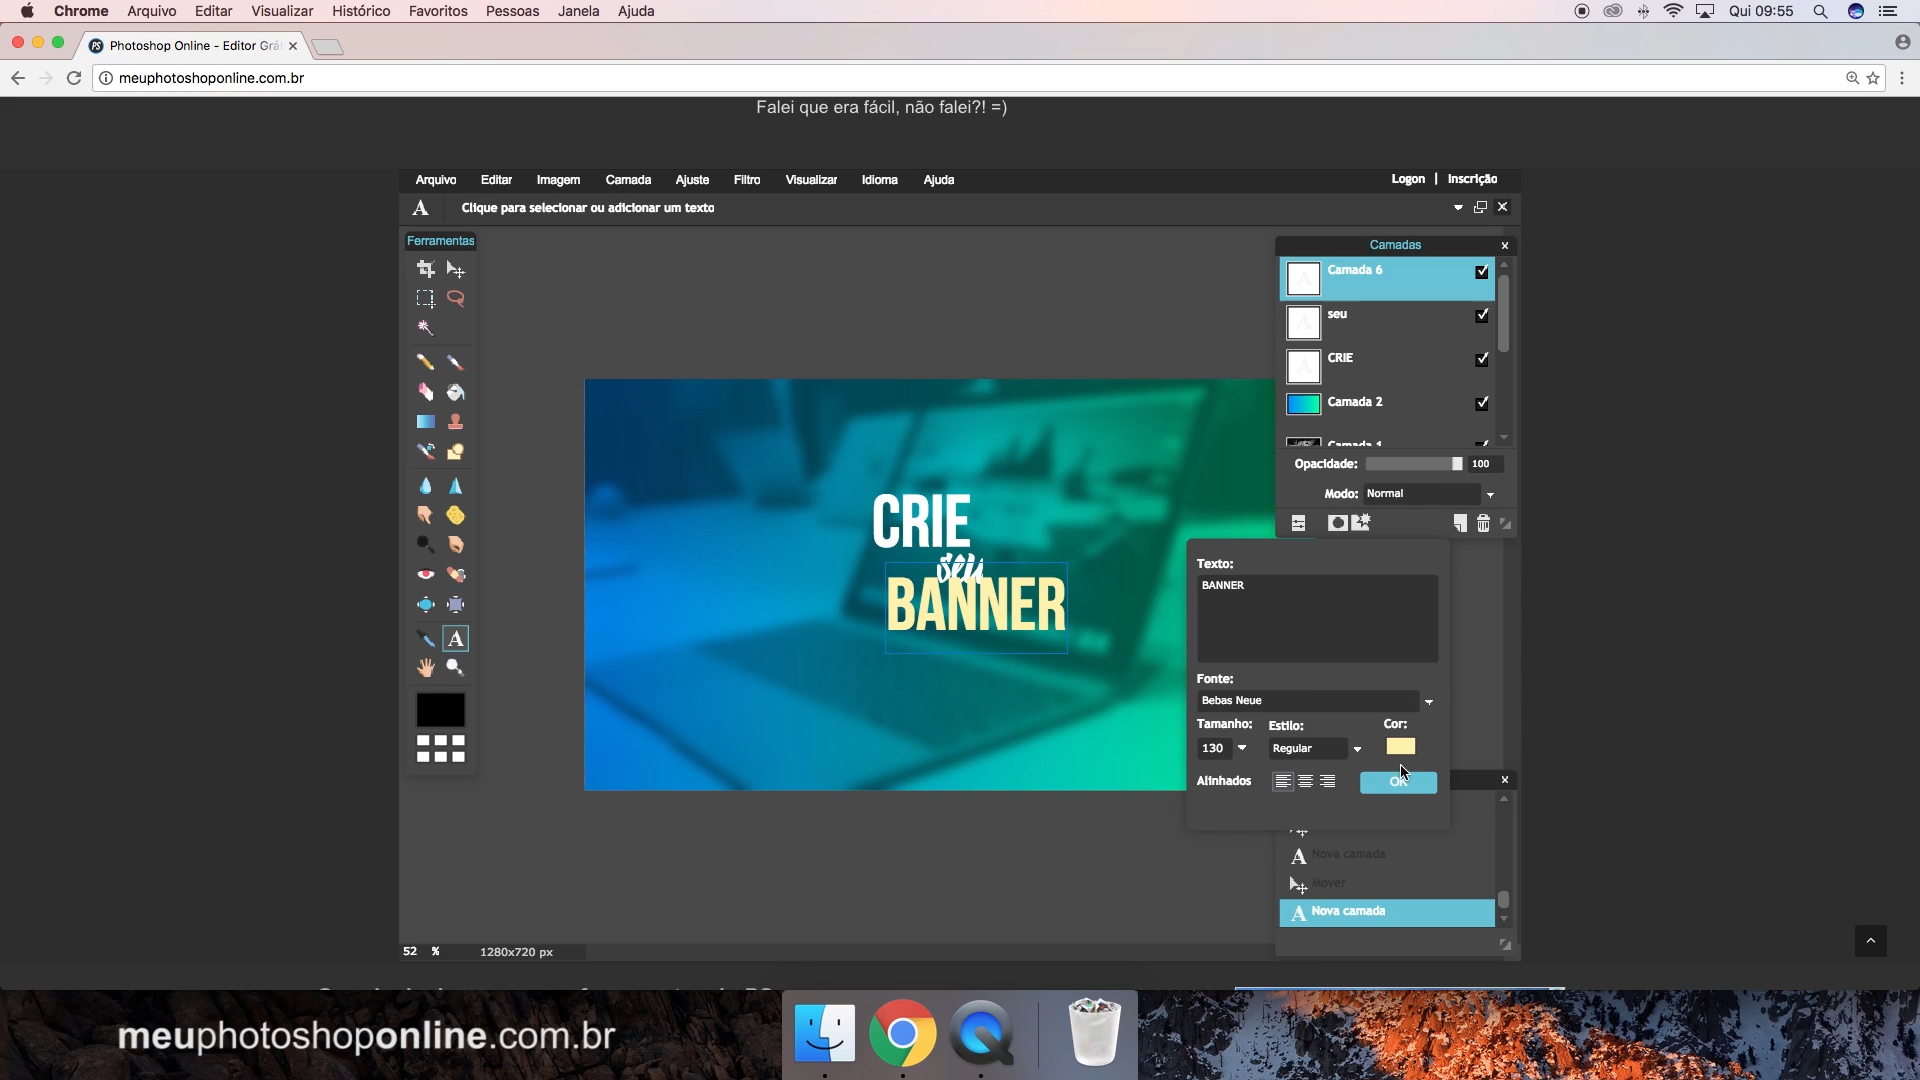 Chrome Arquivo Editar Visualizar Histórico Favoritos Pessoas Janela Ajuda Qui 09:55
Photoshop Online - Editor Grá
meuphotoshoponline.com.br
Falei que era fácil, não falei?! =)
Arquivo Editar Imagem Camada Ajuste Filtro Visualizar Idioma Ajuda Logon | Inscrição
A Clique para selecionar ou adicionar um texto
Ferramentas
Camadas
Camada 6
seu
CRIE
Camada 2
Camada 1
Opacidade: 100
Modo: Normal
CRIE
seu
BANNER
Texto:
BANNER
Fonte:
Bebas Neue
Tamanho: Estilo: Cor:
130 Regular
Alinhados OK
A Nova camada
Mover
A Nova camada
52 % 1280x720 px
meuphotoshoponline.com.br